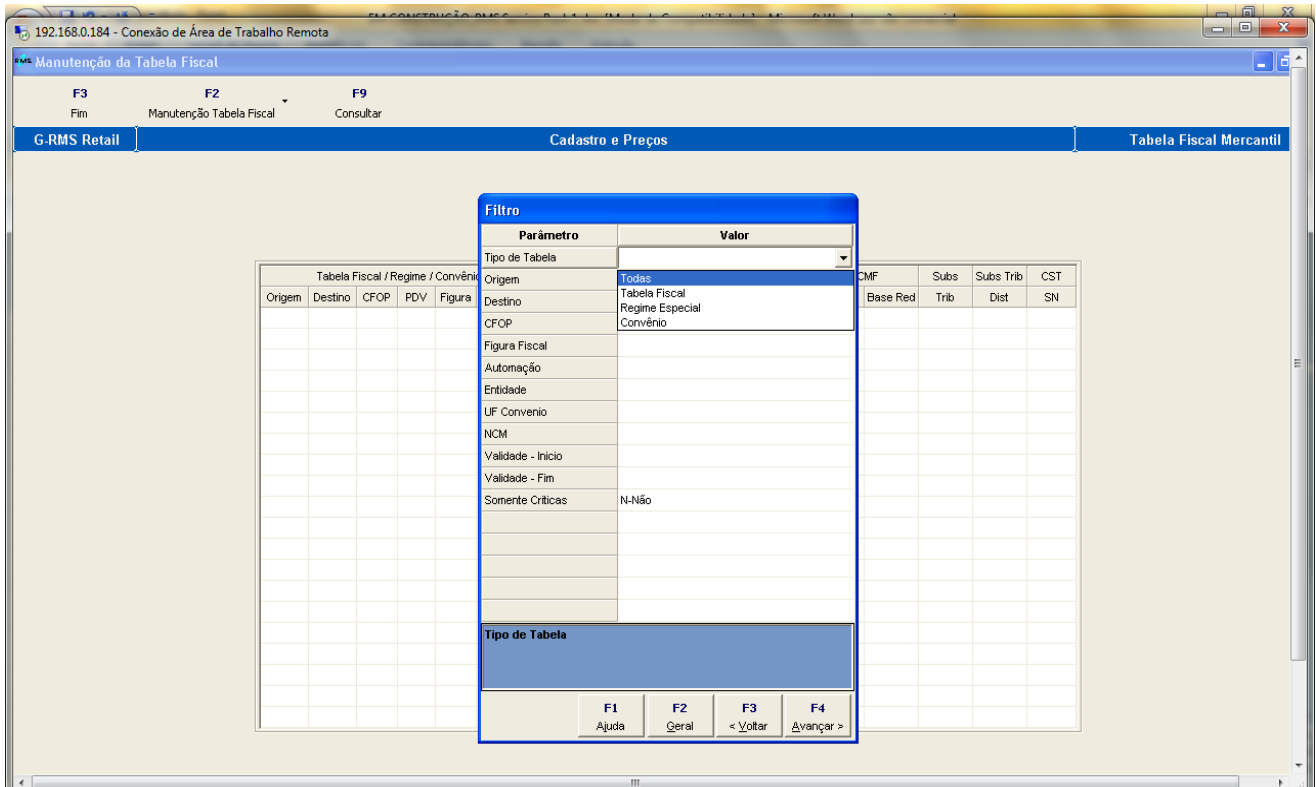 192.168.0.184 - Conexão de Área de Trabalho Remota
RMS Manutenção da Tabela Fiscal
F3 F2 F9
Fim Manutenção Tabela Fiscal Consultar
G-RMS Retail Cadastro e Preços Tabela Fiscal Mercantil
Filtro
Parâmetro Valor
Tipo de Tabela
Origem
Destino
CFOP
Figura Fiscal
Automação
Entidade
UF Convenio
NCM
Validade - Inicio
Validade - Fim
Somente Criticas N-Não
Todas
Tabela Fiscal
Regime Especial
Convênio
Tabela Fiscal / Regime / Convênio
Subs Subs Trib CST
Origem Destino CFOP PDV Figura
Base Red Trib Dist SN
Tipo de Tabela
F1 F2 F3 F4
Ajuda Geral < Voltar Avançar >